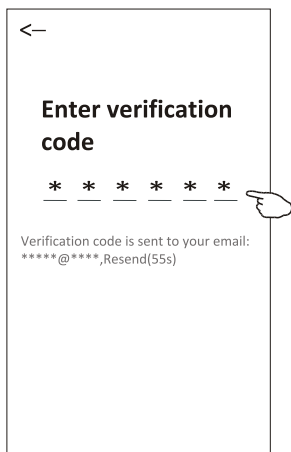 <—
Enter verification
code
* * * * * *
Verification code is sent to your email:
*****@****,Resend(55s)